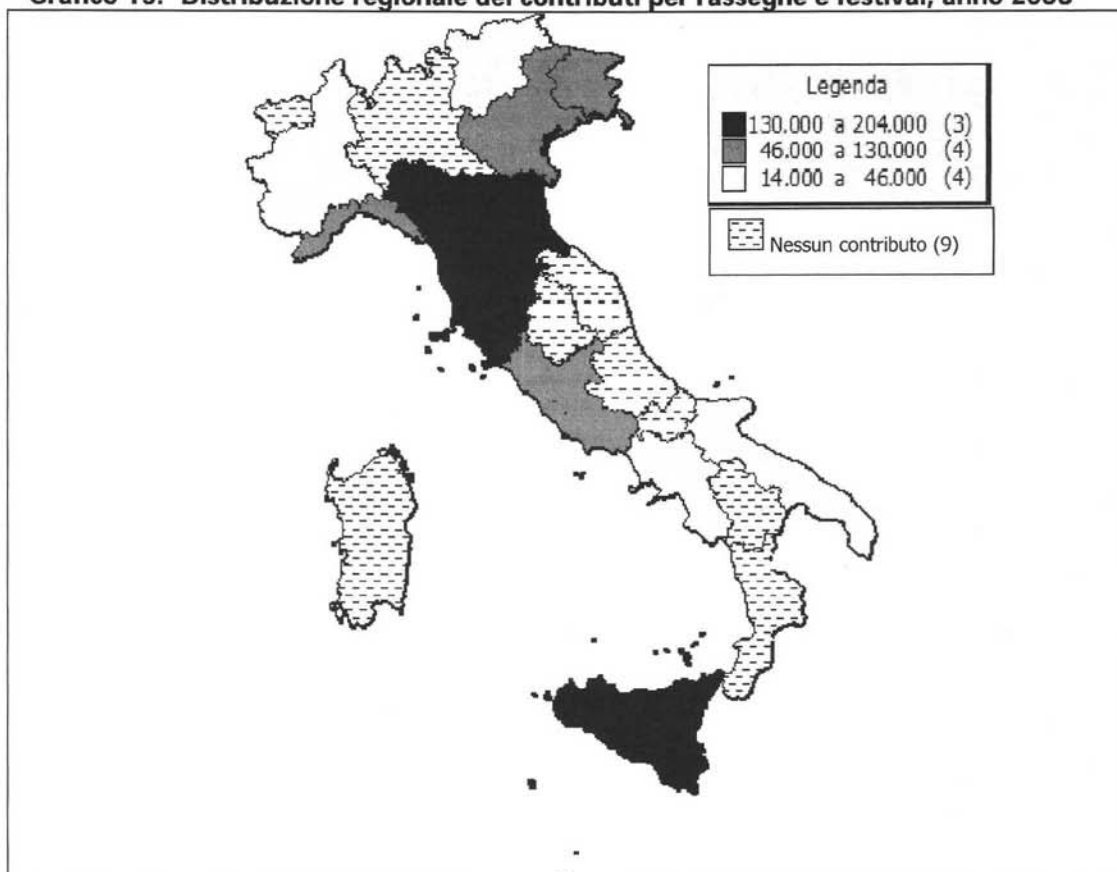 Distribuzione regionale dei contributi per rassegne e festival, anno
Legenda
130.000 a 204.000 (3)
46.000 a 130.000 (4)
14.000 a 46.000 (4)
Nessun contributo (9)